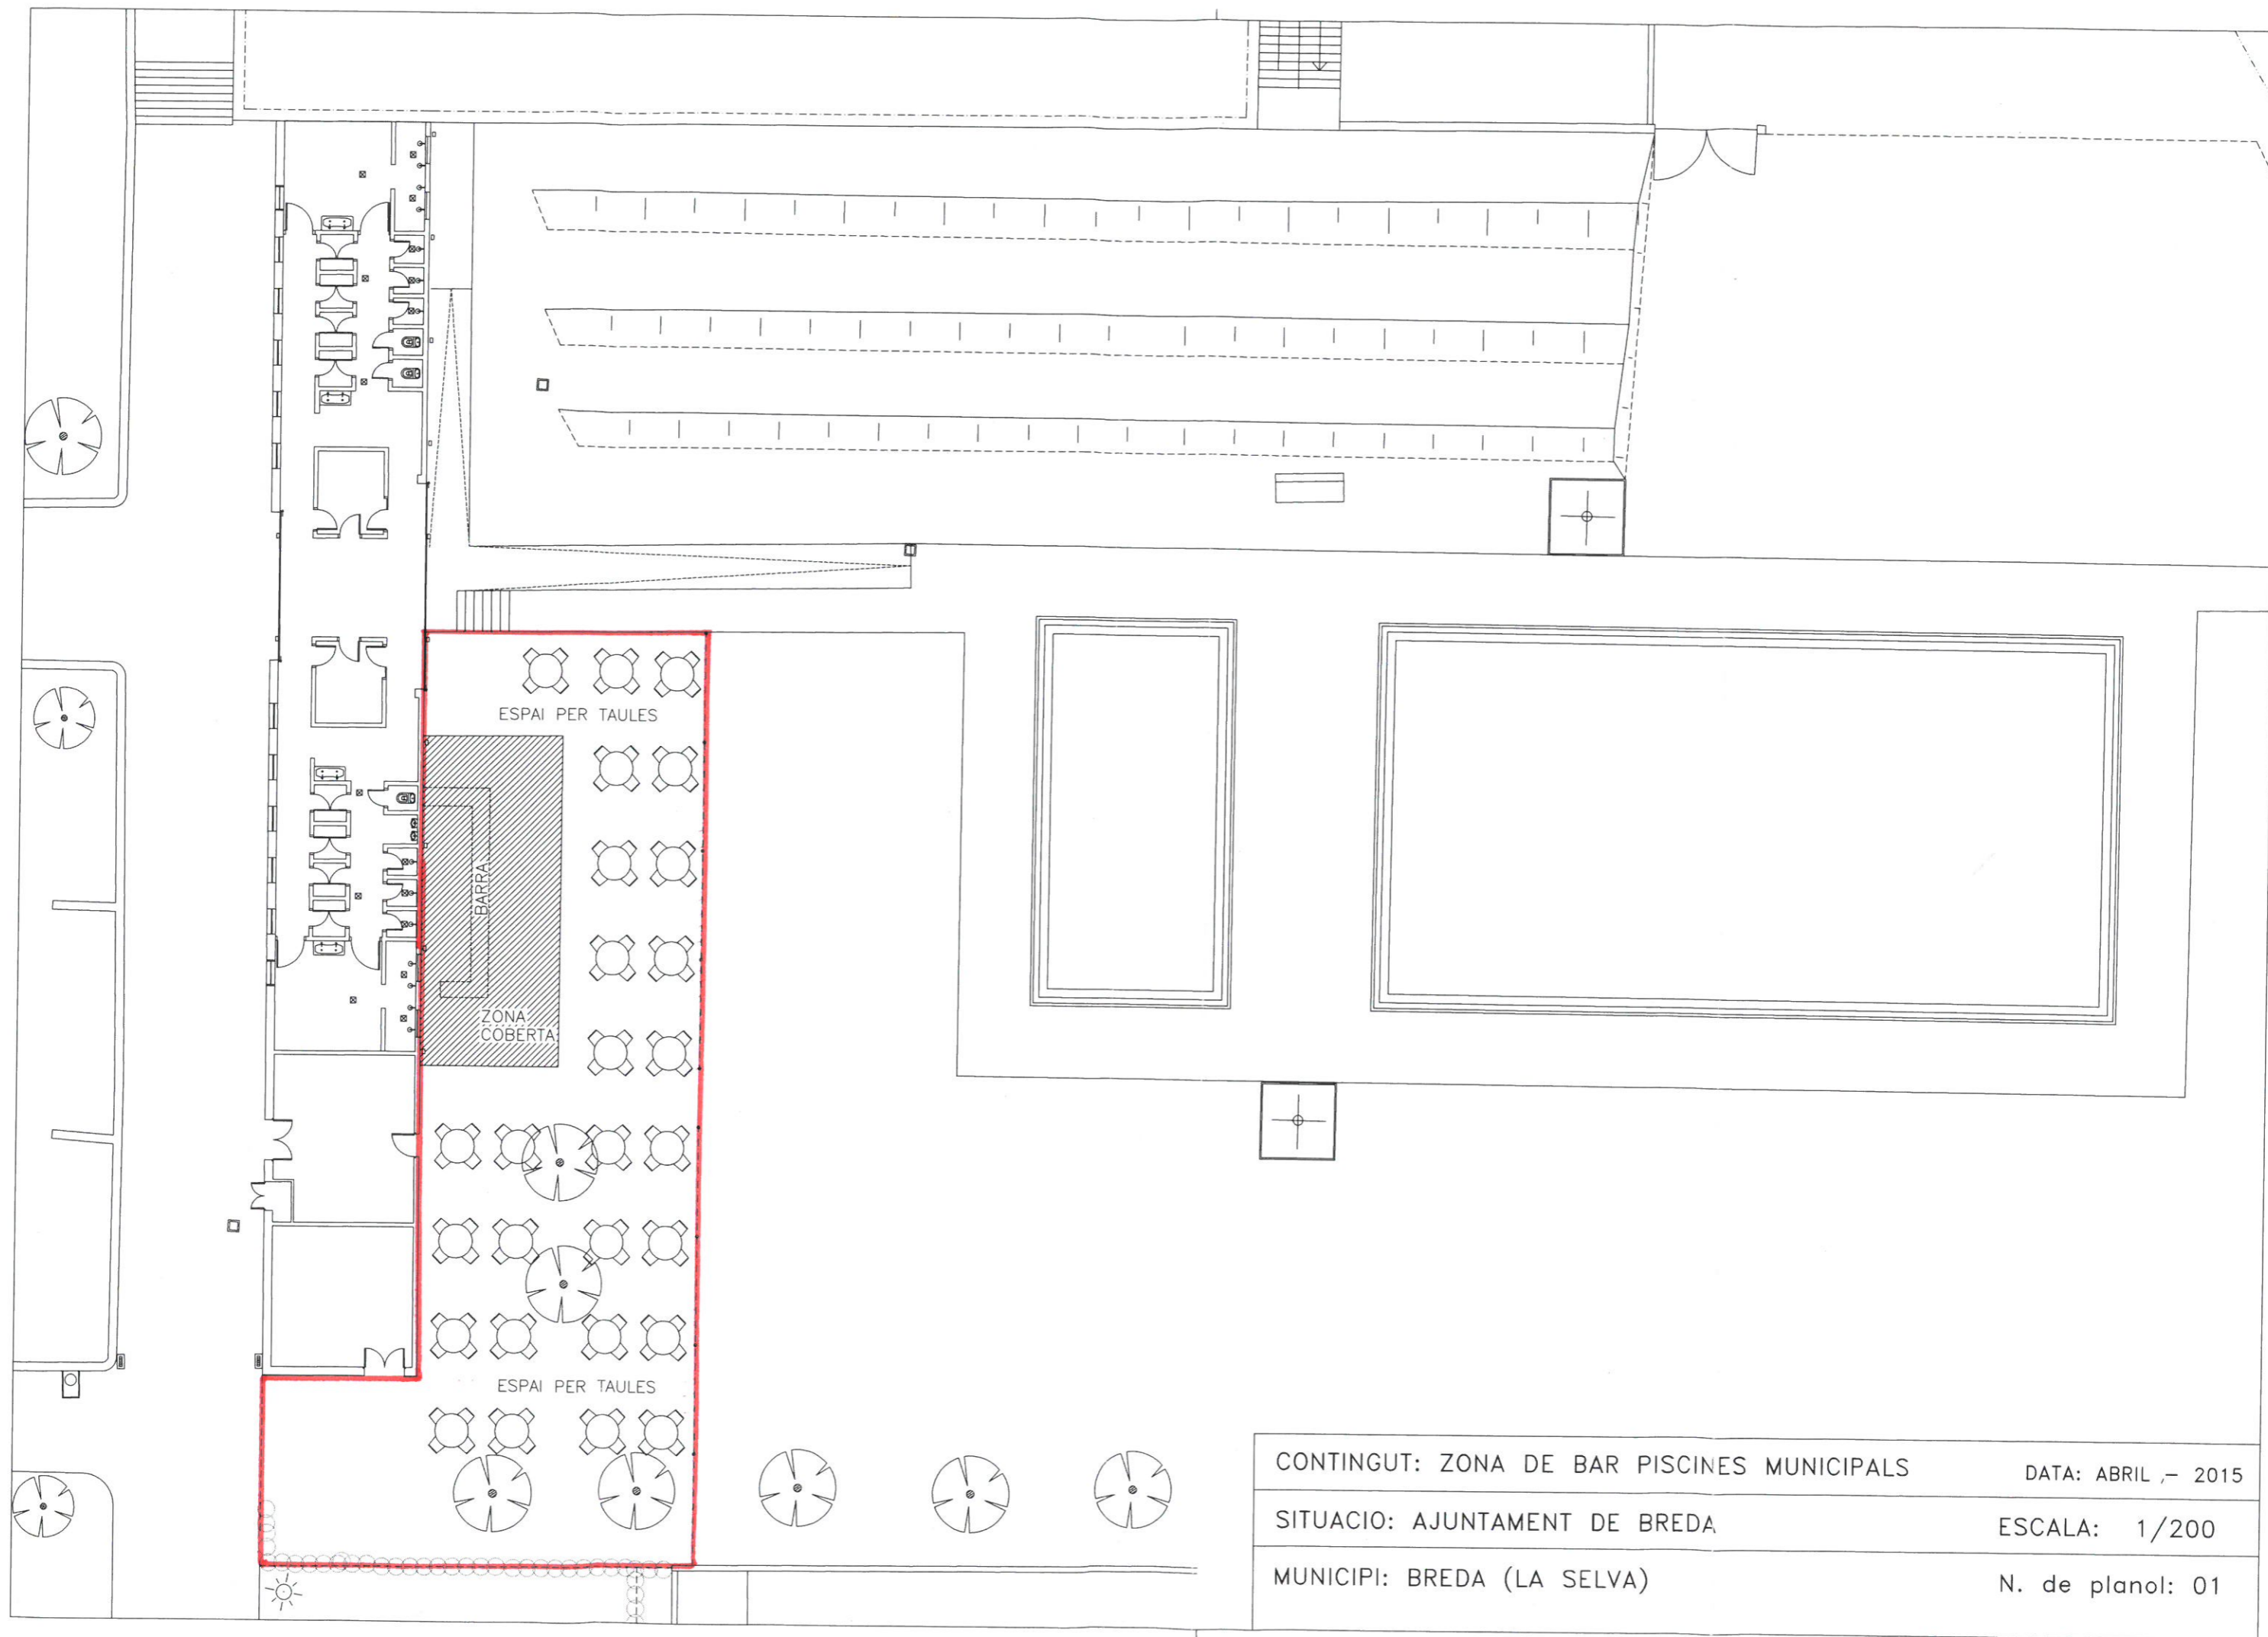 ESPAI PER TAULES
BARRA
ZONA
COBERTA
ESPAI PER TAULES
CONTINGUT: ZONA DE BAR PISCINES MUNICIPALS
DATA: ABRIL ,- 2015
SITUACIO: AJUNTAMENT DE BREDA
ESCALA: 1/200
MUNICIPI: BREDA (LA SELVA)
N. de planol: 01